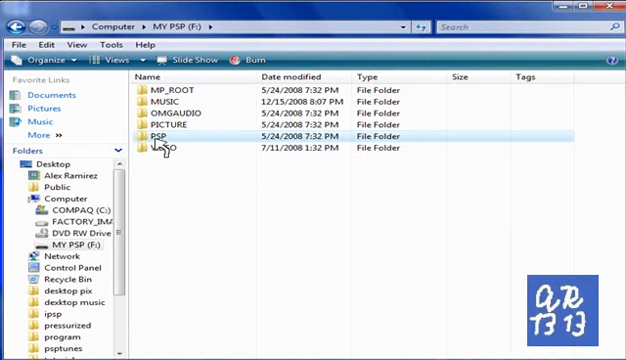 Computer ▸ MY PSP (F:) ▸
Search
File Edit View Tools Help
Organize Views Slide Show Burn
Favorite Links
Documents
Pictures
Music
More >>
Folders
Desktop
Alex Ramirez
Public
Computer
COMPAQ (C:)
FACTORY_IMA
DVD RW Drive
MY PSP (F:)
Network
Control Panel
Recycle Bin
desktop pix
desktop music
ipsp
pressurized
program
psptunes
Name Date modified Type Size Tags
MP_ROOT 5/24/2008 7:32 PM File Folder
MUSIC 12/15/2008 8:07 PM File Folder
OMGAUDIO 5/24/2008 7:32 PM File Folder
PICTURE 5/24/2008 7:32 PM File Folder
PSP 5/24/2008 7:32 PM File Folder
7/11/2008 1:32 PM File Folder
AR
13 13